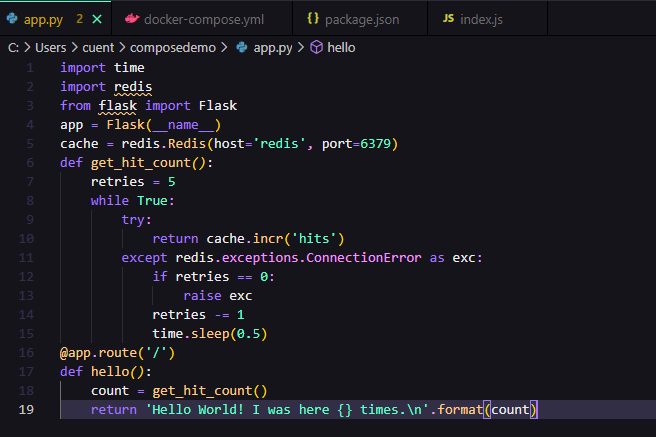 app.py 2 × docker-compose.yml {} package.json JS index.js
C: > Users > cuent > composedemo > app.py > hello
1 import time
2 import redis
3 from flask import Flask
4 app = Flask(__name__)
5 cache = redis.Redis(host='redis', port=6379)
6 def get_hit_count():
7     retries = 5
8     while True:
9         try:
10             return cache.incr('hits')
11         except redis.exceptions.ConnectionError as exc:
12             if retries == 0:
13                 raise exc
14             retries -= 1
15             time.sleep(0.5)
16 @app.route('/')
17 def hello():
18     count = get_hit_count()
19     return 'Hello World! I was here {} times.\n'.format(count)